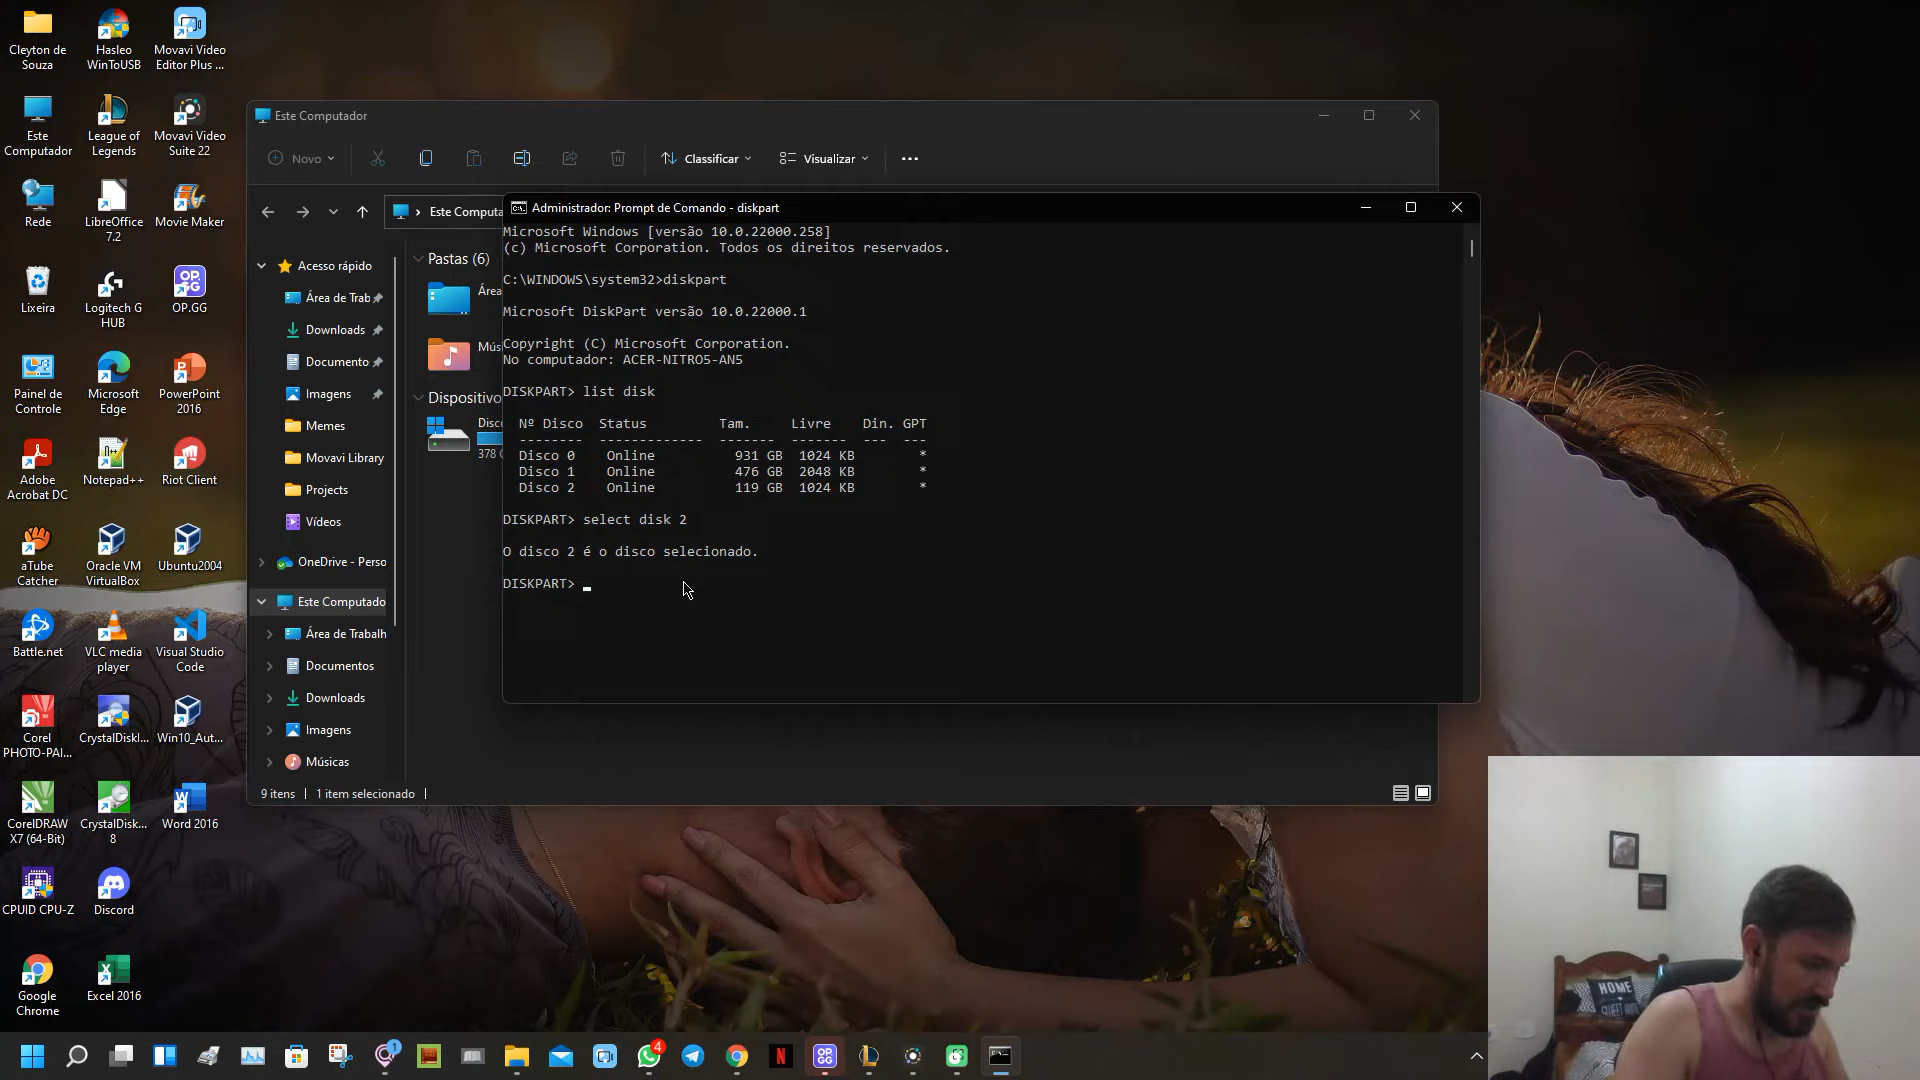 Cleyton de
Souza
Hasleo
WinToUSB
Movavi Video
Editor Plus ...
Este
Computador
League of
Legends
Movavi Video
Suite 22
Rede
LibreOffice
7.2
Movie Maker
Lixeira
Logitech G
HUB
OP.GG
Painel de
Controle
Microsoft
Edge
PowerPoint
2016
Adobe
Acrobat DC
Notepad++
Riot Client
aTube
Catcher
Oracle VM
VirtualBox
Ubuntu2004
Battle.net
VLC media
player
Visual Studio
Code
Corel
PHOTO-PAI...
CrystalDiskI...
Win10_Aut...
CorelDRAW
X7 (64-Bit)
CrystalDisk...
8
Word 2016
CPUID CPU-Z
Discord
Google
Chrome
Excel 2016
Este Computador
Novo
Classificar
Visualizar
Este Computa
Acesso rápido
Área de Trab
Downloads
Documento
Imagens
Memes
Movavi Library
Projects
Vídeos
OneDrive - Perso
Este Computado
Área de Trabalh
Documentos
Downloads
Imagens
Músicas
Pastas (6)
Área
Mús
Dispositivo
Disco
378 G
9 itens
1 item selecionado
Administrador: Prompt de Comando - diskpart
Microsoft Windows [versão 10.0.22000.258]
(c) Microsoft Corporation. Todos os direitos reservados.
C:\WINDOWS\system32>diskpart
Microsoft DiskPart versão 10.0.22000.1
Copyright (C) Microsoft Corporation.
No computador: ACER-NITRO5-AN5
DISKPART> list disk
Nº Disco Status Tam. Livre Din. GPT
-------- ------------- ------- ------- --- ---
Disco 0 Online 931 GB 1024 KB *
Disco 1 Online 476 GB 2048 KB *
Disco 2 Online 119 GB 1024 KB *
DISKPART> select disk 2
O disco 2 é o disco selecionado.
DISKPART>
HOME
1
4
N
OP
GG